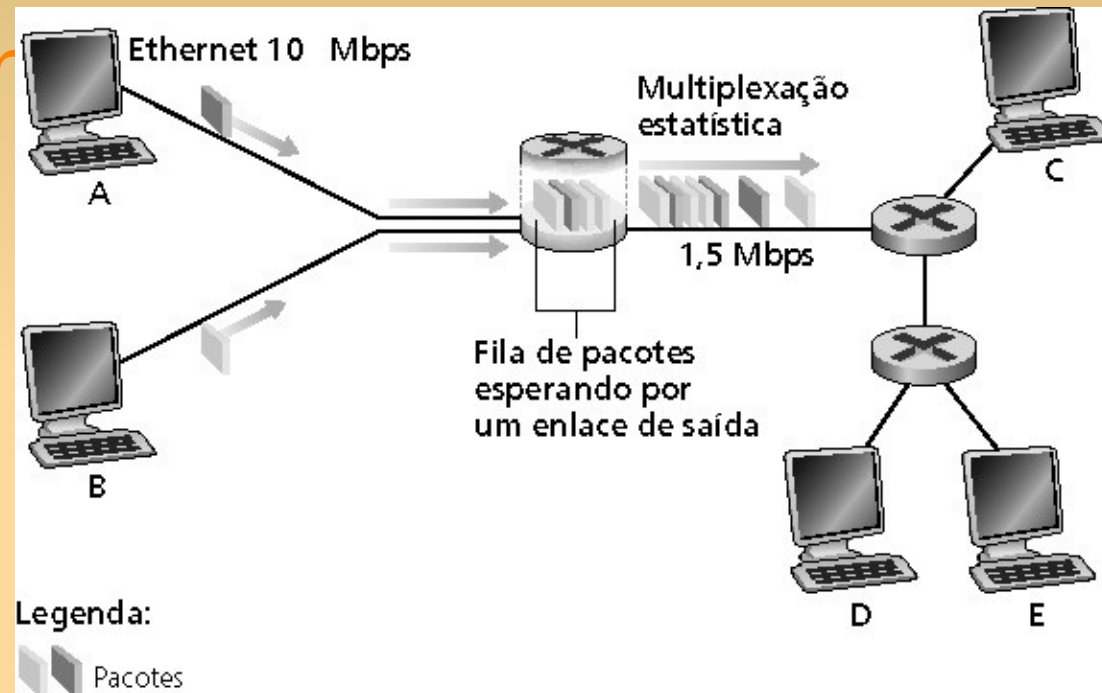 Ethernet 10 Mbps
A
Multiplexação
estatística
C
1,5 Mbps
Fila de pacotes
esperando por
um enlace de saída
B
D
E
Legenda:
Pacotes